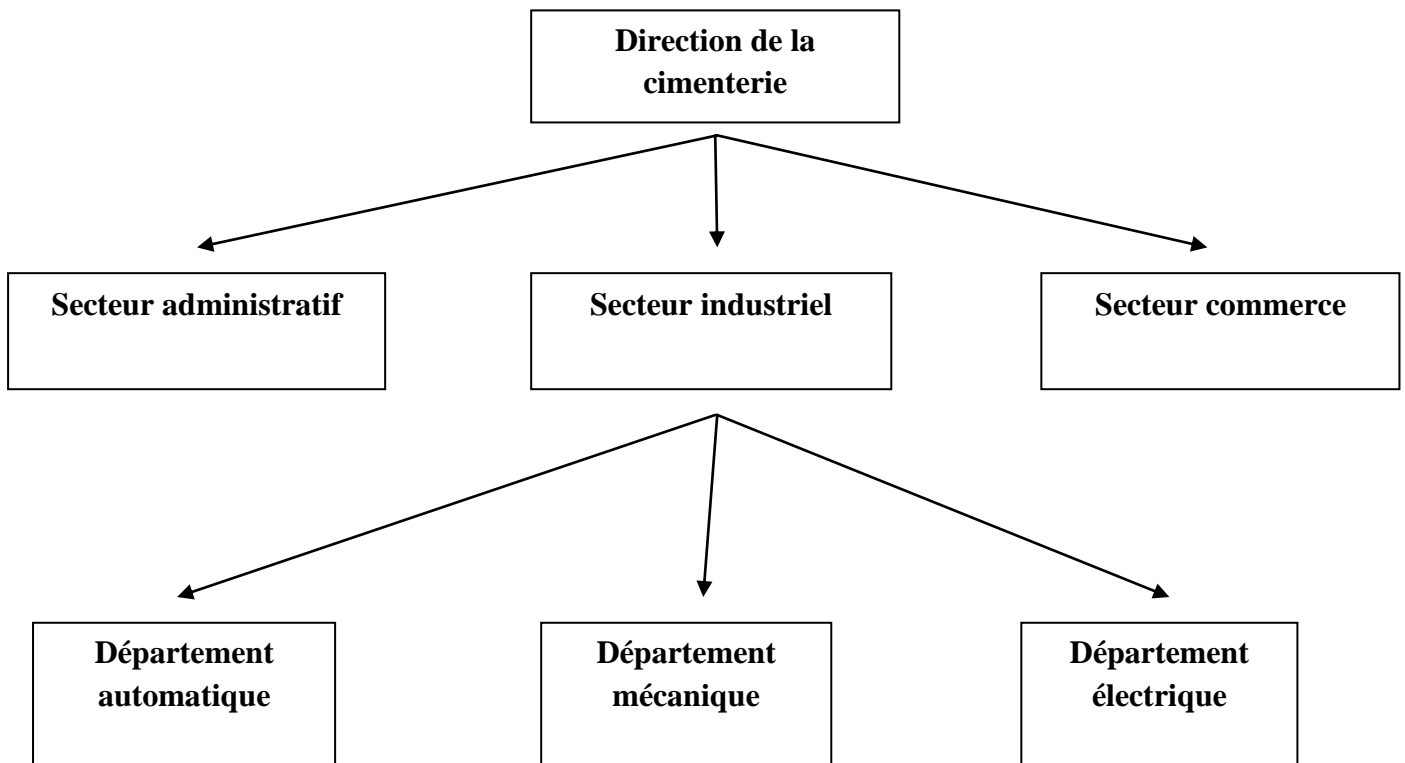 Direction de la
cimenterie
Secteur administratif
Secteur industriel
Secteur commerce
Département
automatique
Département
mécanique
Département
électrique